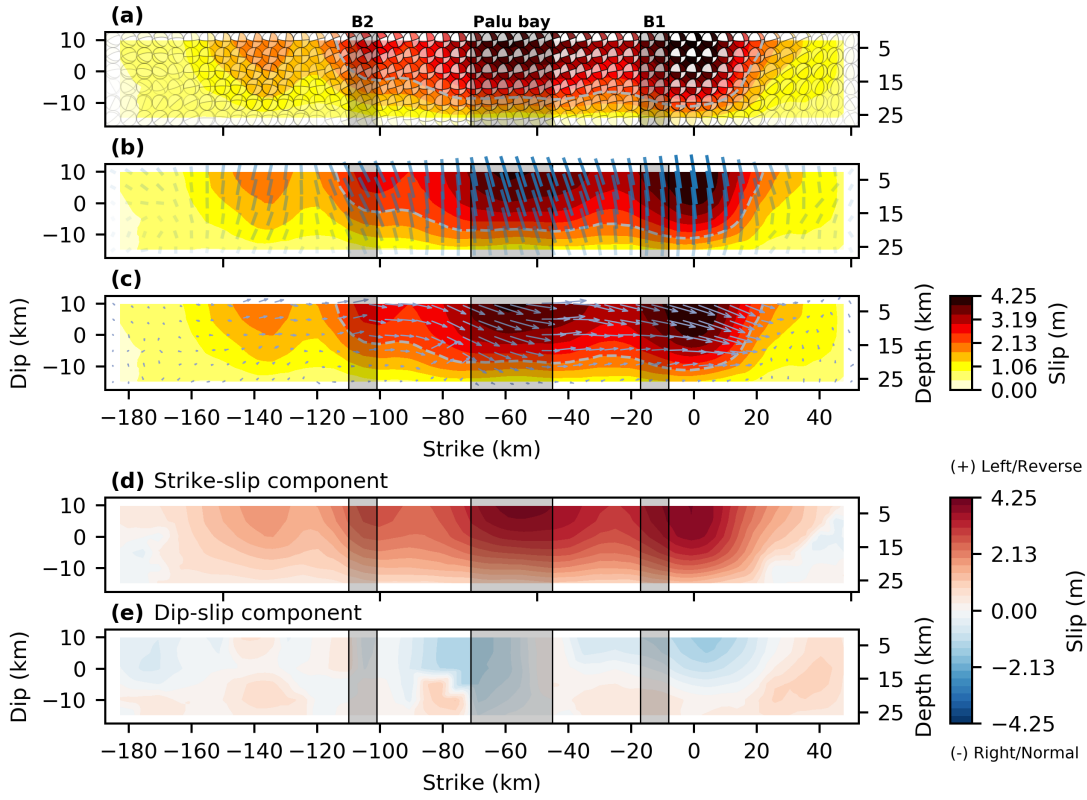 (a) B2 Palu bay B1
10
0
−10
5
15
25
(b)
10
0
−10
5
15
25
(c)
10
0
−10
5
15
25
Dip (km)
Depth (km)
−180 −160 −140 −120 −100 −80 −60 −40 −20 0 20 40
Strike (km)
4.25
3.19
2.13
1.06
0.00
Slip (m)
(d) Strike-slip component
10
0
−10
5
15
25
(e) Dip-slip component
10
0
−10
5
15
25
Dip (km)
Depth (km)
−180 −160 −140 −120 −100 −80 −60 −40 −20 0 20 40
Strike (km)
(+) Left/Reverse
4.25
2.13
0.00
−2.13
−4.25
Slip (m)
(-) Right/Normal